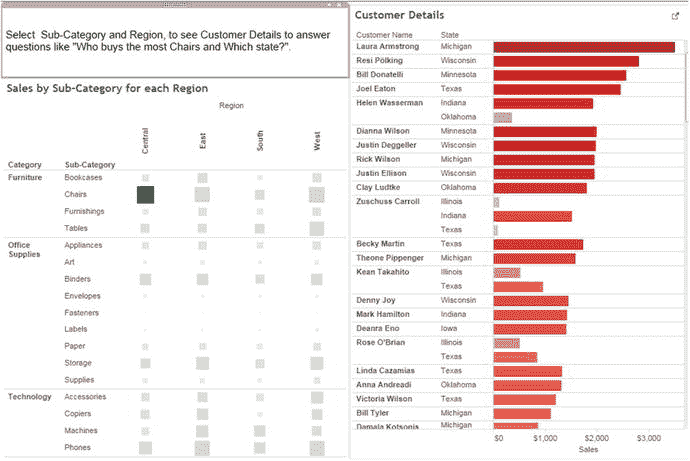 Select Sub-Category and Region, to see Customer Details to answer
questions like "Who buys the most Chairs and Which state?".
Sales by Sub-Category for each Region
Region
Central East South West
Category Sub-Category
Furniture Bookcases
Chairs
Furnishings
Tables
Office
Supplies
Appliances
Art
Binders
Envelopes
Fasteners
Labels
Paper
Storage
Supplies
Technology Accessories
Copiers
Machines
Phones
Customer Details
Customer Name State
Laura Armstrong Michigan
Resi Polking Wisconsin
Bill Donatelli Minnesota
Joel Eaton Texas
Helen Wasserman Indiana
Oklahoma
Dianna Wilson Minnesota
Justin Deggeller Wisconsin
Rick Wilson Michigan
Justin Ellison Wisconsin
Clay Ludtke Oklahoma
Zuschuss Carroll Illinois
Indiana
Texas
Becky Martin Texas
Theone Pippenger Michigan
Kean Takahito Illinois
Texas
Denny Joy Wisconsin
Mark Hamilton Indiana
Deanra Eno Iowa
Rose O'Brian Illinois
Texas
Linda Cazamias Texas
Anna Andreadi Oklahoma
Victoria Wilson Texas
Bill Tyler Michigan
Damala Kotsonis Michigan
$0 $1,000 $2,000 $3,000
Sales